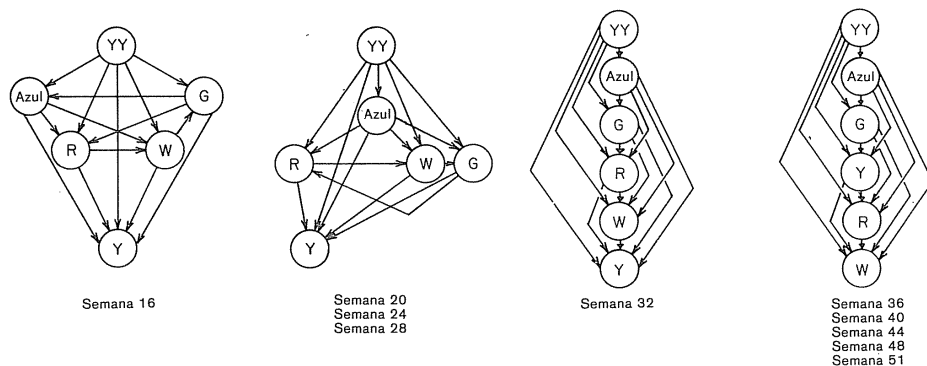 YY
Azul
G
R
W
Y
Semana 16
YY
Azul
R
W
G
Y
Semana 20
Semana 24
Semana 28
YY
Azul
G
R
W
Y
Semana 32
YY
Azul
G
Y
R
W
Semana 36
Semana 40
Semana 44
Semana 48
Semana 51